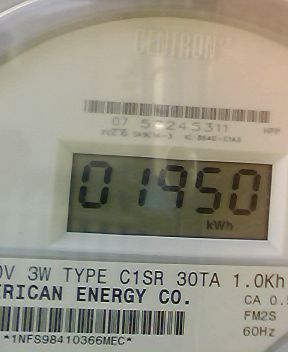 CENTRON
07 5 245311
01950
kWh
0V 3W TYPE C1SR 30TA 1.0Kh
ERICAN ENERGY CO.
CA 0.5
FM2S
60Hz
*1NFS98410366MEC*